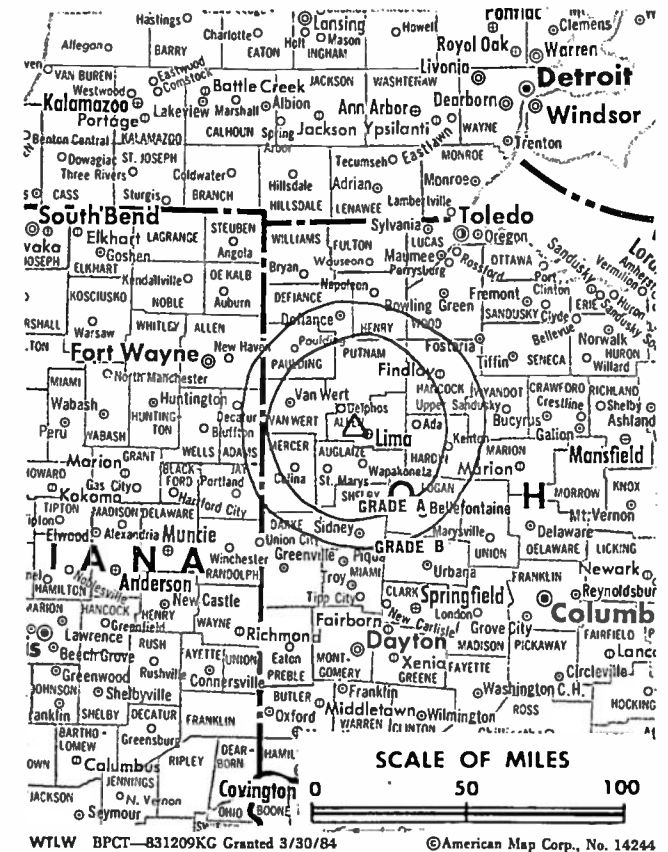 Hastings Lansing Pontiac Clemens
Allegan Charlotte Holt Mason Howell Royal Oak Warren
BARRY EATON INGHAM Livonia
VAN BUREN Eastwood Comstock JACKSON WASHTENAW Detroit
Westwood Battle Creek
Kalamazoo Lakeview Marshall Albion Ann Arbor Dearborn Windsor
Portage CALHOUN Spring Arbor Jackson Ypsilanti WAYNE
Benton Central KALAMAZOO Trenton
Dowagiac ST. JOSEPH Tecumseh Eastlawn MONROE
Three Rivers Coldwater Hillsdale Adrian Monroe
CASS Sturgis BRANCH HILLSDALE LENAWEE Lambertville
South Bend STEUBEN Sylvania Toledo
Elkhart LAGRANGE WILLIAMS FULTON LUCAS Oregon
JOSEPH Goshen Angola Wauseon Maumee OTTAWA Sandusky
ELKHART Kendallville DE KALB Bryan Perrysburg Rossford Port Clinton Vermilion
KOSCIUSKO NOBLE Auburn DEFIANCE Napoleon Bowling Green Fremont ERIE Huron
WHITLEY ALLEN Defiance HENRY WOOD SANDUSKY Clyde Sandusky So
Warsaw New Haven Paulding Fostoria Bellevue Norwalk
Fort Wayne PAULDING PUTNAM Tiffin SENECA HURON
MIAMI North Manchester Findlay Willard
Wabash Huntington Van Wert HANCOCK WYANDOT CRAWFORD RICHLAND
HUNTINGTON Decatur Delphos Upper Sandusky Crestline Shelby
Peru WABASH Bluffton VAN WERT ALLEN Ada Bucyrus Ashland
WELLS ADAMS MERCER Lima Kenton Galion
Marion GRANT AUGLAIZE HARDIN MARION Mansfield
BLACKFORD JAY Celina St. Marys Wapakoneta Marion
Gas City Portland SHELBY LOGAN MORROW KNOX
Kokomo Hartford City O H
TIPTON MADISON DELAWARE GRADE A Bellefontaine Mt. Vernon
Elwood Alexandria Muncie DARKE Sidney Marysville Delaware
Union City GRADE B UNION DELAWARE LICKING
I A N A Winchester Greenville Piqua
Anderson RANDOLPH MIAMI Urbana FRANKLIN Newark
HAMILTON Noblesville Troy
HANCOCK HENRY New Castle Tipp City CLARK Springfield Reynoldsbur
Greenfield WAYNE Fairborn New Carlisle London Columb
Lawrence RUSH Richmond Dayton Grove City FAIRFIELD
Beech Grove FAYETTE UNION Eaton MONTGOMERY Xenia MADISON PICKAWAY
Greenwood Rushville Connersville PREBLE GREENE FAYETTE Circleville
JOHNSON Shelbyville BUTLER Franklin Washington C.H. HOCKING
Franklin SHELBY DECATUR FRANKLIN Oxford Middletown Wilmington ROSS
BARTHOLOMEW Greensburg WARREN CLINTON
Columbus RIPLEY DEARBORN HAMIL
JENNINGS Covington
JACKSON N. Vernon OHIO BOONE
Seymour
SCALE OF MILES
0 50 100
WTLW BPCT—831209KG Granted 3/30/84 ©American Map Corp., No. 14244